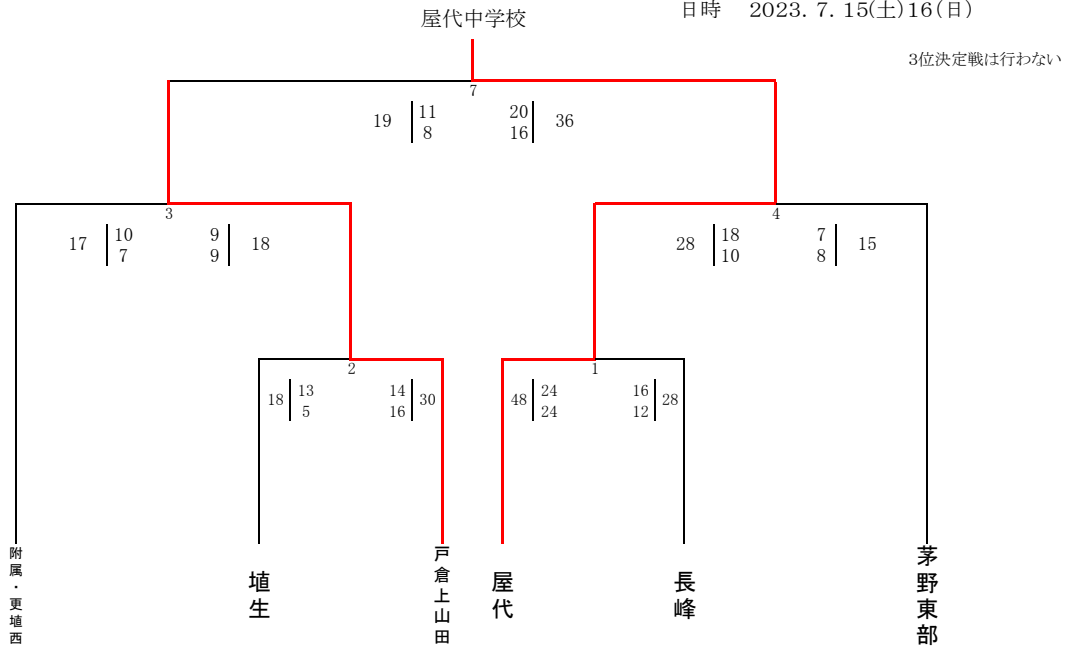 屋代中学校
日時　2023. 7. 15(土)16(日)
3位決定戦は行わない
7
19 11 20 36
8 16
3
4
17 10 9 18
7 9
28 18 7 15
10 8
2
1
18 13 14 30
5 16
48 24 16 28
24 12
附属・更埴西
埴生
戸倉上山田
屋代
長峰
茅野東部